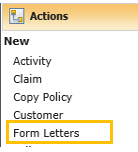 Actions
New
Activity
Claim
Copy Policy
Customer
Form Letters